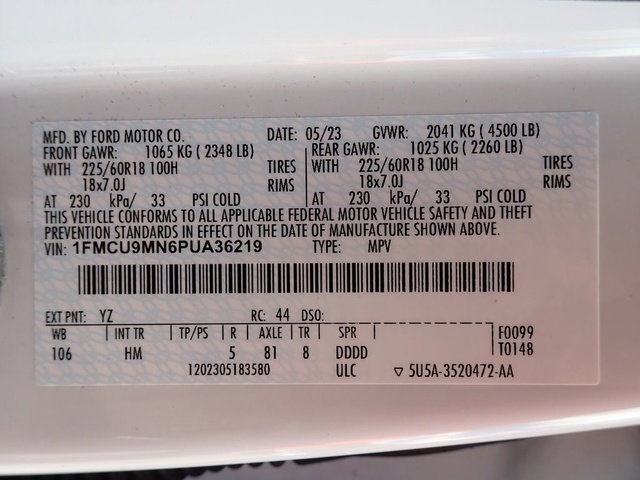 MFD. BY FORD MOTOR CO. DATE: 05/23 GVWR: 2041 KG ( 4500 LB)
FRONT GAWR: 1065 KG ( 2348 LB) REAR GAWR: 1025 KG ( 2260 LB)
WITH 225/60R18 100H TIRES WITH 225/60R18 100H TIRES
18x7.0J RIMS 18x7.0J RIMS
AT 230 kPa/ 33 PSI COLD AT 230 kPa/ 33 PSI COLD
THIS VEHICLE CONFORMS TO ALL APPLICABLE FEDERAL MOTOR VEHICLE SAFETY AND THEFT
PREVENTION STANDARDS IN EFFECT ON THE DATE OF MANUFACTURE SHOWN ABOVE.
VIN: 1FMCU9MN6PUA36219 TYPE: MPV
EXT PNT: YZ RC: 44 DSO:
WB INT TR TP/PS R AXLE TR SPR F0099
106 HM 5 81 8 DDDD T0148
1202305183580 ULC ▽ 5U5A-3520472-AA